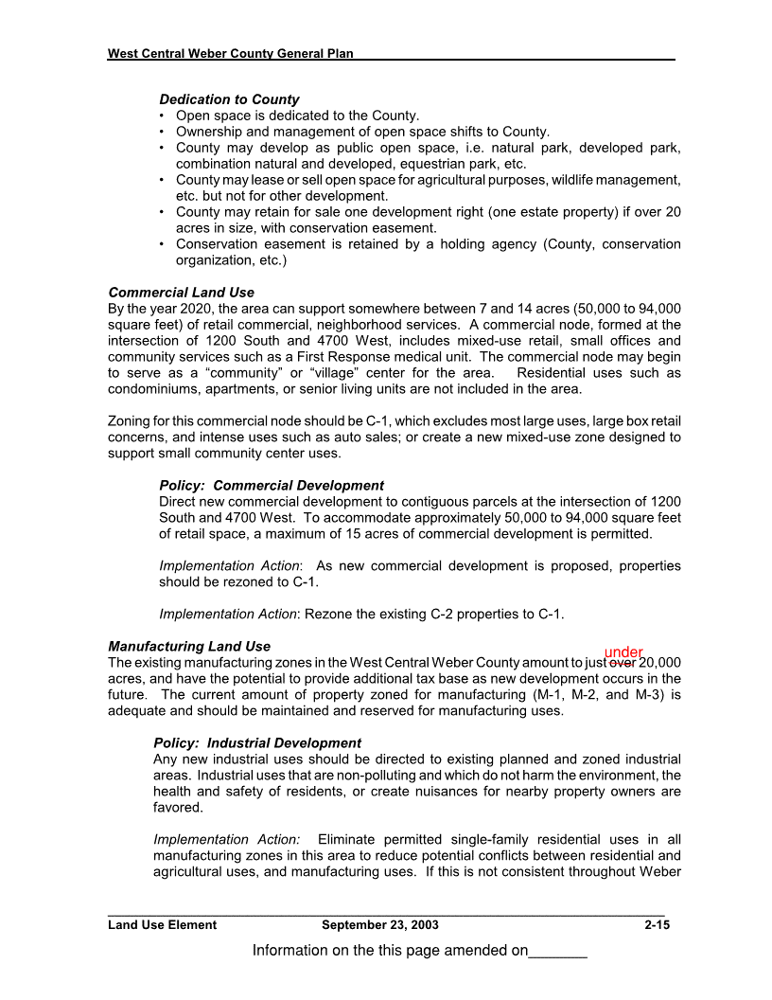 West Central Weber County General Plan
Dedication to County
• Open space is dedicated to the County.
• Ownership and management of open space shifts to County.
• County may develop as public open space, i.e. natural park, developed park,
combination natural and developed, equestrian park, etc.
• County may lease or sell open space for agricultural purposes, wildlife management,
etc. but not for other development.
• County may retain for sale one development right (one estate property) if over 20
acres in size, with conservation easement.
• Conservation easement is retained by a holding agency (County, conservation
organization, etc.)
Commercial Land Use
By the year 2020, the area can support somewhere between 7 and 14 acres (50,000 to 94,000
square feet) of retail commercial, neighborhood services. A commercial node, formed at the
intersection of 1200 South and 4700 West, includes mixed-use retail, small offices and
community services such as a First Response medical unit. The commercial node may begin
to serve as a “community” or “village” center for the area. Residential uses such as
condominiums, apartments, or senior living units are not included in the area.
Zoning for this commercial node should be C-1, which excludes most large uses, large box retail
concerns, and intense uses such as auto sales; or create a new mixed-use zone designed to
support small community center uses.
Policy: Commercial Development
Direct new commercial development to contiguous parcels at the intersection of 1200
South and 4700 West. To accommodate approximately 50,000 to 94,000 square feet
of retail space, a maximum of 15 acres of commercial development is permitted.
Implementation Action: As new commercial development is proposed, properties
should be rezoned to C-1.
Implementation Action: Rezone the existing C-2 properties to C-1.
Manufacturing Land Use
under
The existing manufacturing zones in the West Central Weber County amount to just over 20,000
acres, and have the potential to provide additional tax base as new development occurs in the
future. The current amount of property zoned for manufacturing (M-1, M-2, and M-3) is
adequate and should be maintained and reserved for manufacturing uses.
Policy: Industrial Development
Any new industrial uses should be directed to existing planned and zoned industrial
areas. Industrial uses that are non-polluting and which do not harm the environment, the
health and safety of residents, or create nuisances for nearby property owners are
favored.
Implementation Action: Eliminate permitted single-family residential uses in all
manufacturing zones in this area to reduce potential conflicts between residential and
agricultural uses, and manufacturing uses. If this is not consistent throughout Weber
Land Use Element September 23, 2003 2-15
Information on the this page amended on_______